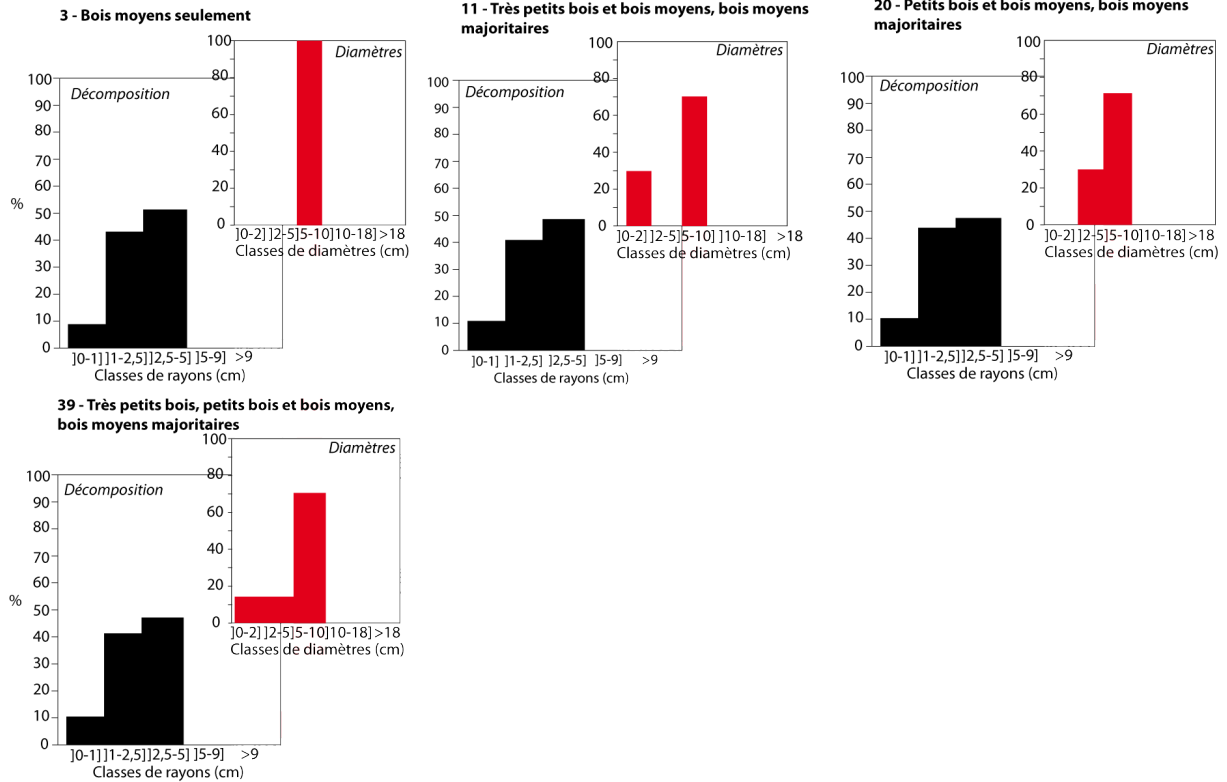 3 - Bois moyens seulement
Diamètres
100
80
60
40
20
0
]0-2] ]2-5]]5-10] ]10-18] >18
Classes de diamètres (cm)
Décomposition
%
100
90
80
70
60
50
40
30
20
10
0
]0-1] ]1-2,5] ]2,5-5] ]5-9] >9
Classes de rayons (cm)
11 - Très petits bois et bois moyens, bois moyens
majoritaires
Diamètres
100
80
60
40
20
0
]0-2] ]2-5]]5-10] ]10-18] >18
Classes de diamètres (cm)
Décomposition
100
90
80
70
60
50
40
30
20
10
0
]0-1] ]1-2,5] ]2,5-5] ]5-9] >9
Classes de rayons (cm)
20 - Petits bois et bois moyens, bois moyens
majoritaires
Diamètres
100
80
60
40
20
0
]0-2] ]2-5]]5-10]]10-18] >18
Classes de diamètres (cm)
Décomposition
100
90
80
70
60
50
40
30
20
10
0
]0-1] ]1-2,5] ]2,5-5] ]5-9] >9
Classes de rayons (cm)
39 - Très petits bois, petits bois et bois moyens,
bois moyens majoritaires
Diamètres
100
80
60
40
20
0
]0-2] ]2-5]]5-10]10-18] >18
Classes de diamètres (cm)
Décomposition
%
100
90
80
70
60
50
40
30
20
10
0
]0-1] ]1-2,5] ]2,5-5] ]5-9] >9
Classes de rayons (cm)